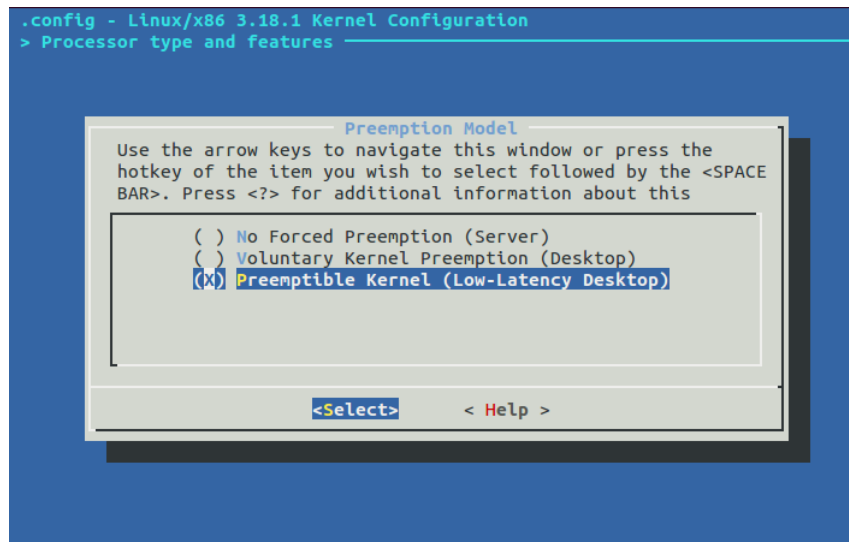 .config - Linux/x86 3.18.1 Kernel Configuration
> Processor type and features
Preemption Model
Use the arrow keys to navigate this window or press the
hotkey of the item you wish to select followed by the <SPACE
BAR>. Press <?> for additional information about this
( ) No Forced Preemption (Server)
( ) Voluntary Kernel Preemption (Desktop)
(X) Preemptible Kernel (Low-Latency Desktop)
<Select> < Help >